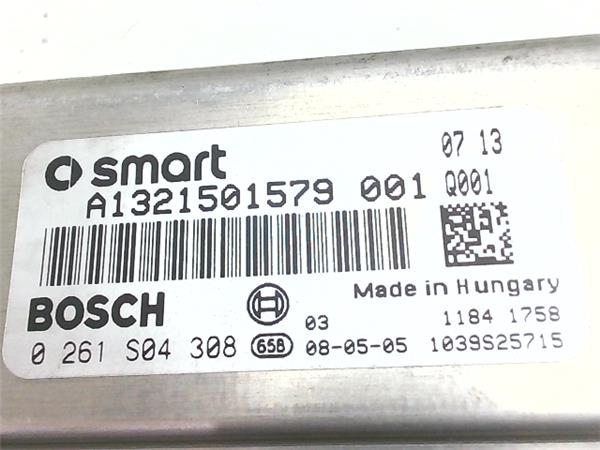 smart
07 13
A1321501579 001 Q001
Made in Hungary
BOSCH
03
1184 1758
0 261 S04 308 658 08-05-05 1039S25715